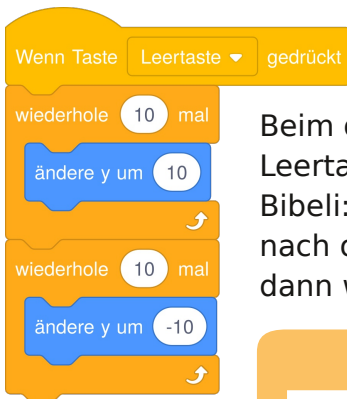 Wenn Taste Leertaste gedrückt
wiederhole 10 mal
ändere y um 10
wiederhole 10 mal
ändere y um -10
Beim
Leerta
Bibeli:
nach
dann